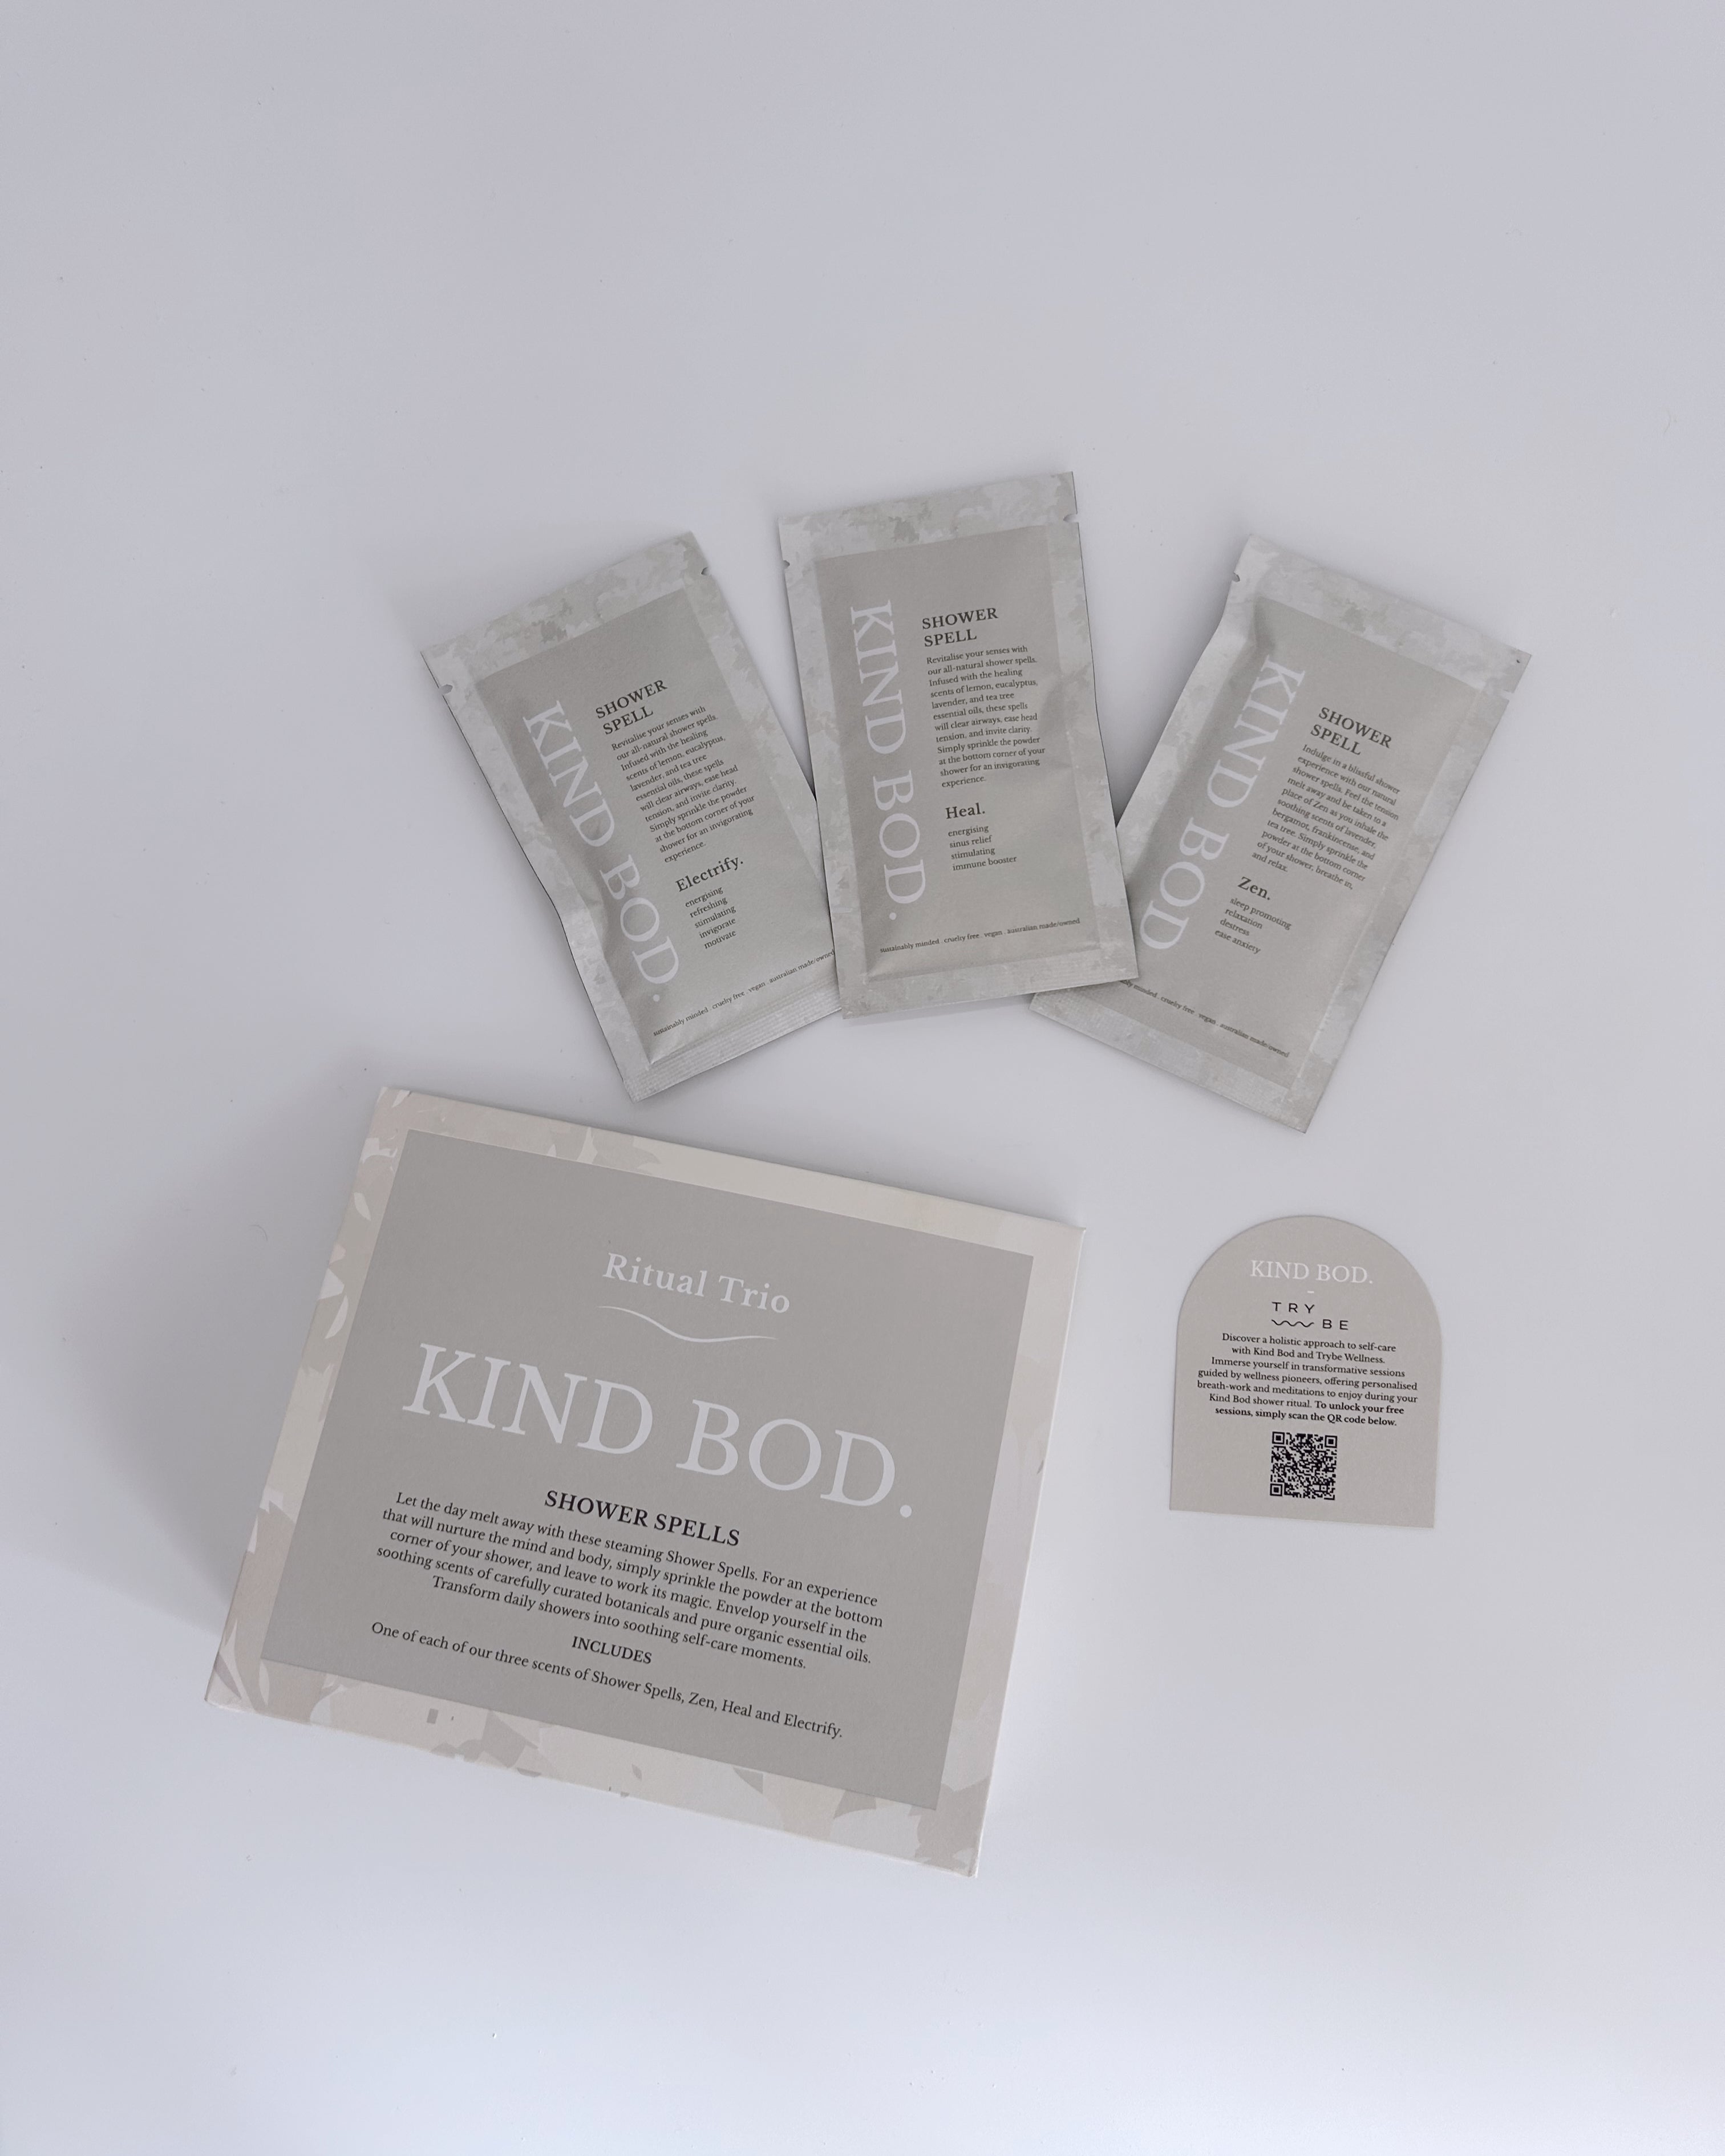 KIND BOD.
SHOWER
SPELL
Revitalise your senses with
our all-natural shower spells.
Infused with the healing
scents of lemon, eucalyptus,
lavender, and tea tree
essential oils, these spells
will clear airways, ease head
tension, and invite clarity.
Simply sprinkle the powder
at the bottom corner of your
shower for an invigorating
experience.
Electrify.
energising
refreshing
stimulating
invigorate
motivate
sustainably minded . cruelty free . vegan . australian made/owned
KIND BOD.
SHOWER
SPELL
Revitalise your senses with
our all-natural shower spells.
Infused with the healing
scents of lemon, eucalyptus,
lavender, and tea tree
essential oils, these spells
will clear airways, ease head
tension, and invite clarity.
Simply sprinkle the powder
at the bottom corner of your
shower for an invigorating
experience.
Heal.
energising
sinus relief
stimulating
immune booster
sustainably minded . cruelty free . vegan . australian made/owned
KIND BOD
SHOWER
SPELL
Indulge in a blissful shower
experience with our natural
shower spells. Feel the tension
melt away and be taken to a
place of Zen as you inhale the
soothing scents of lavender,
bergamot, frankincense, and
tea tree. Simply sprinkle the
powder at the bottom corner
of your shower, breathe in,
and relax.
Zen.
sleep promoting
relaxation
destress
ease anxiety
minded . cruelty free . vegan . australian made/owned
Ritual Trio
KIND BOD.
SHOWER SPELLS
Let the day melt away with these steaming Shower Spells. For an experience
that will nurture the mind and body, simply sprinkle the powder at the bottom
corner of your shower, and leave to work its magic. Envelop yourself in the
soothing scents of carefully curated botanicals and pure organic essential oils.
Transform daily showers into soothing self-care moments.
INCLUDES
One of each of our three scents of Shower Spells, Zen, Heal and Electrify.
KIND BOD.
TRY
BE
Discover a holistic approach to self-care
with Kind Bod and Trybe Wellness.
Immerse yourself in transformative sessions
guided by wellness pioneers, offering personalised
breath-work and meditations to enjoy during your
Kind Bod shower ritual. To unlock your free
sessions, simply scan the QR code below.